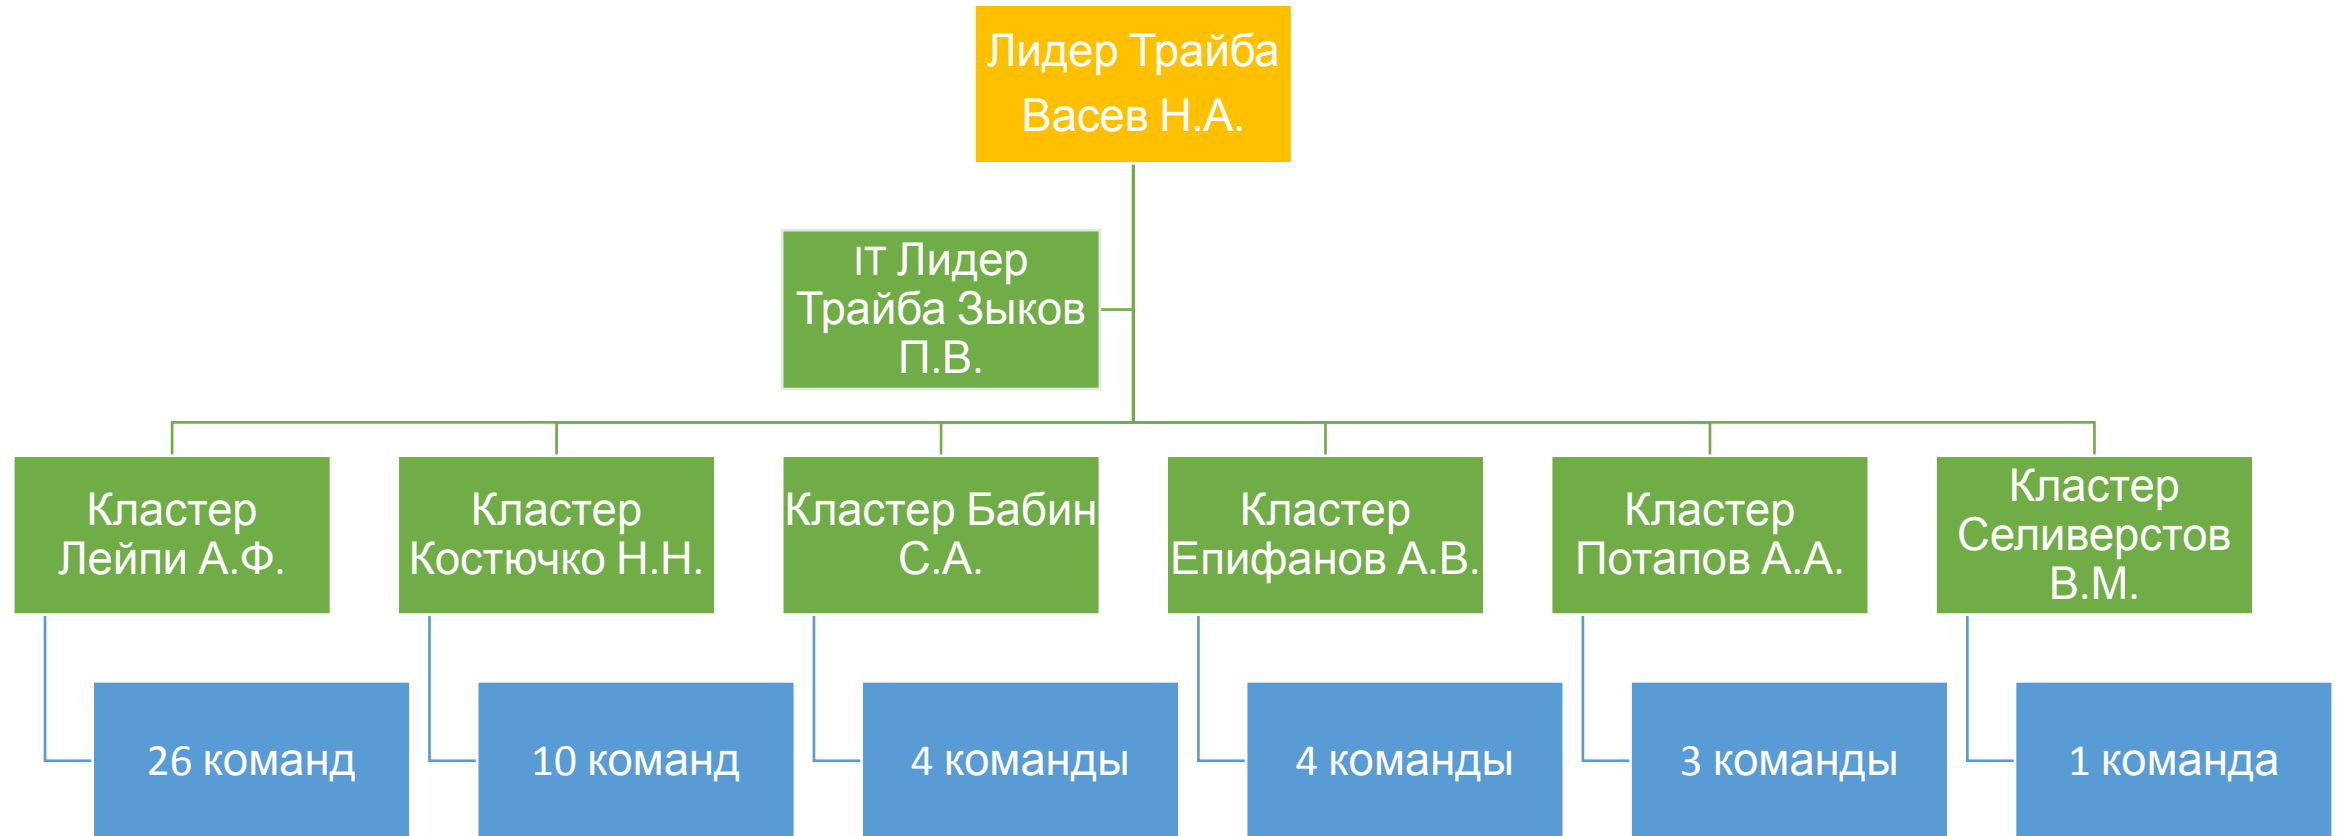 Лидер Трайба
Васев Н.А.
IT Лидер
Трайба Зыков
П.В.
Кластер
Лейпи А.Ф.
Кластер
Костючко Н.Н.
Кластер Бабин
С.А.
Кластер
Епифанов А.В.
Кластер
Потапов А.А.
Кластер
Селиверстов
В.М.
26 команд
10 команд
4 команды
4 команды
3 команды
1 команда